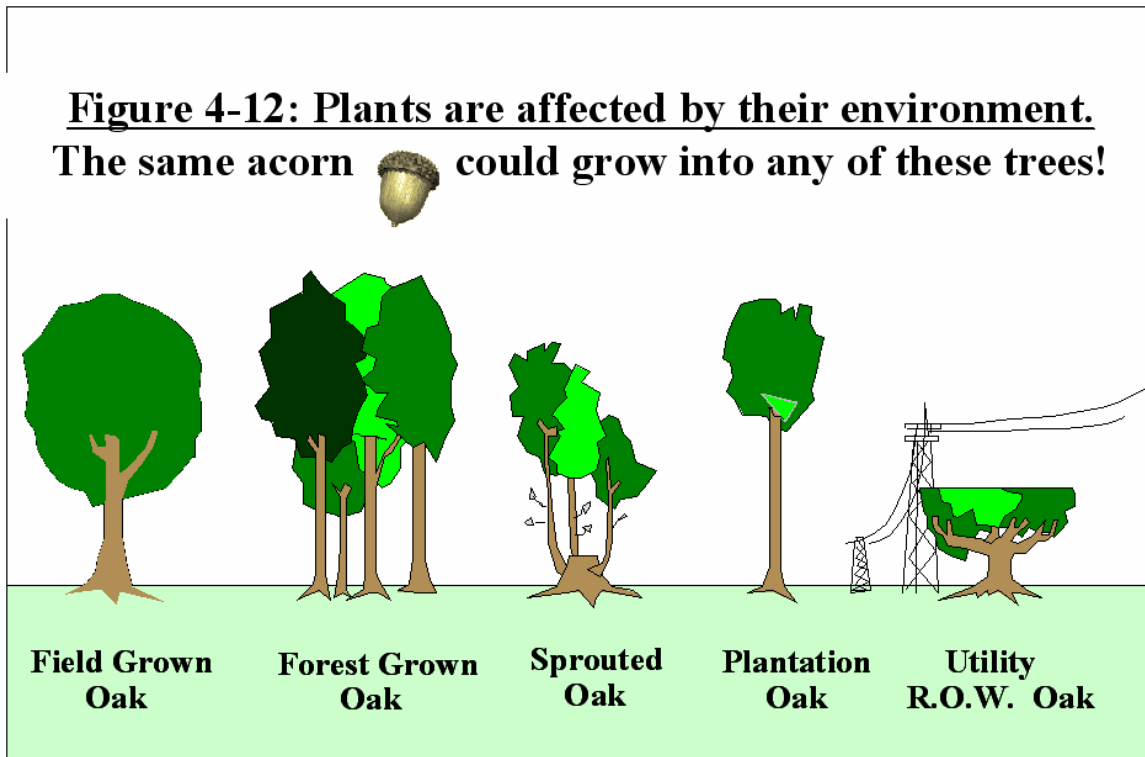 Figure 4-12: Plants are affected by their environment.
The same acorn could grow into any of these trees!
Field Grown
Oak
Forest Grown
Oak
Sprouted
Oak
Plantation
Oak
Utility
R.O.W. Oak